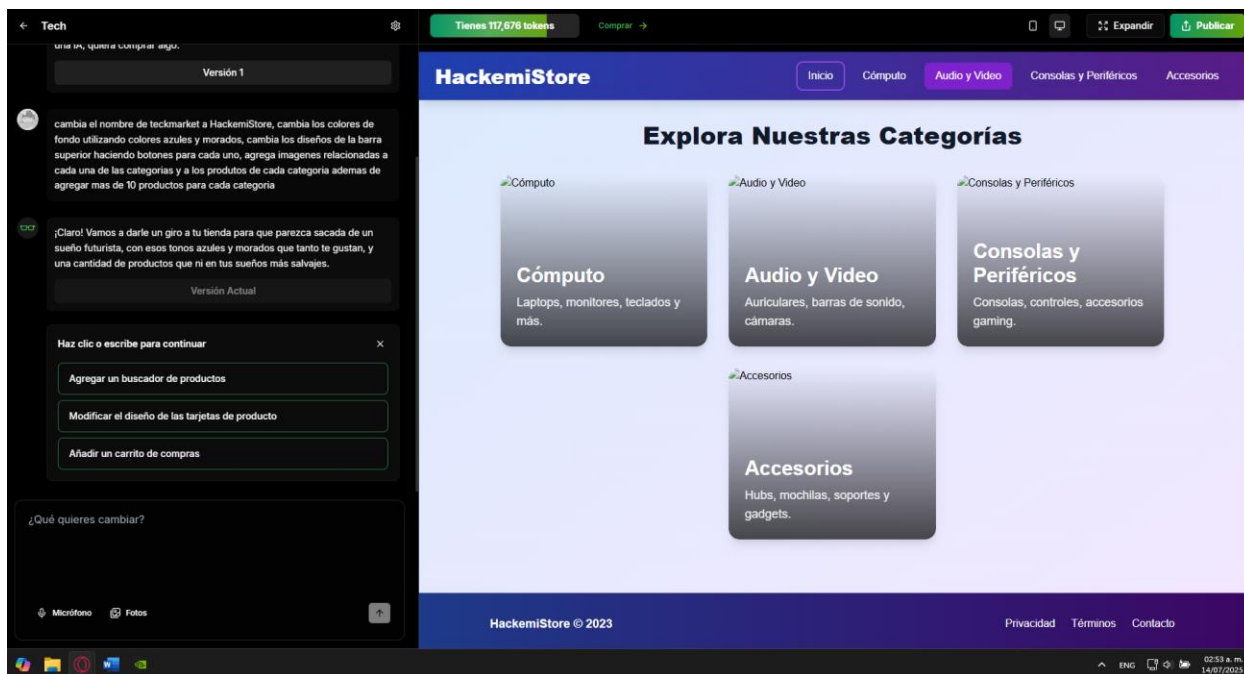 Tech
una IA, quiera comprar algo.
Versión 1
cambia el nombre de teckmarket a HackemiStore, cambia los colores de
fondo utilizando colores azules y morados, cambia los diseños de la barra
superior haciendo botones para cada uno, agrega imagenes relacionadas a
cada una de las categorias y a los produtos de cada categoria ademas de
agregar mas de 10 productos para cada categoria
¡Claro! Vamos a darle un giro a tu tienda para que parezca sacada de un
sueño futurista, con esos tonos azules y morados que tanto te gustan, y
una cantidad de productos que ni en tus sueños más salvajes.
Versión Actual
Haz clic o escribe para continuar
Agregar un buscador de productos
Modificar el diseño de las tarjetas de producto
Añadir un carrito de compras
¿Qué quieres cambiar?
Micrófono Fotos
Tienes 117,676 tokens Comprar → Expandir Publicar
HackemiStore Inicio Cómputo Audio y Video Consolas y Periféricos Accesorios
Explora Nuestras Categorías
Cómputo Audio y Video Consolas y Periféricos
Cómputo
Laptops, monitores, teclados y
más.
Audio y Video
Auriculares, barras de sonido,
cámaras.
Consolas y
Periféricos
Consolas, controles, accesorios
gaming.
Accesorios
Accesorios
Hubs, mochilas, soportes y
gadgets.
HackemiStore © 2023 Privacidad Términos Contacto
ENG 02:53 a. m.
14/07/2025